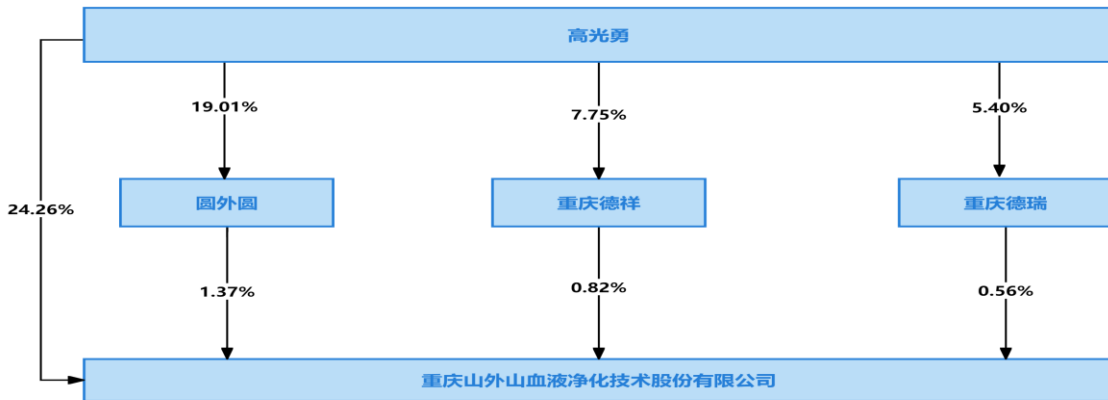 高光勇
19.01%
7.75%
5.40%
圆外圆
重庆德祥
重庆德瑞
24.26%
1.37%
0.82%
0.56%
重庆山外山血液净化技术股份有限公司